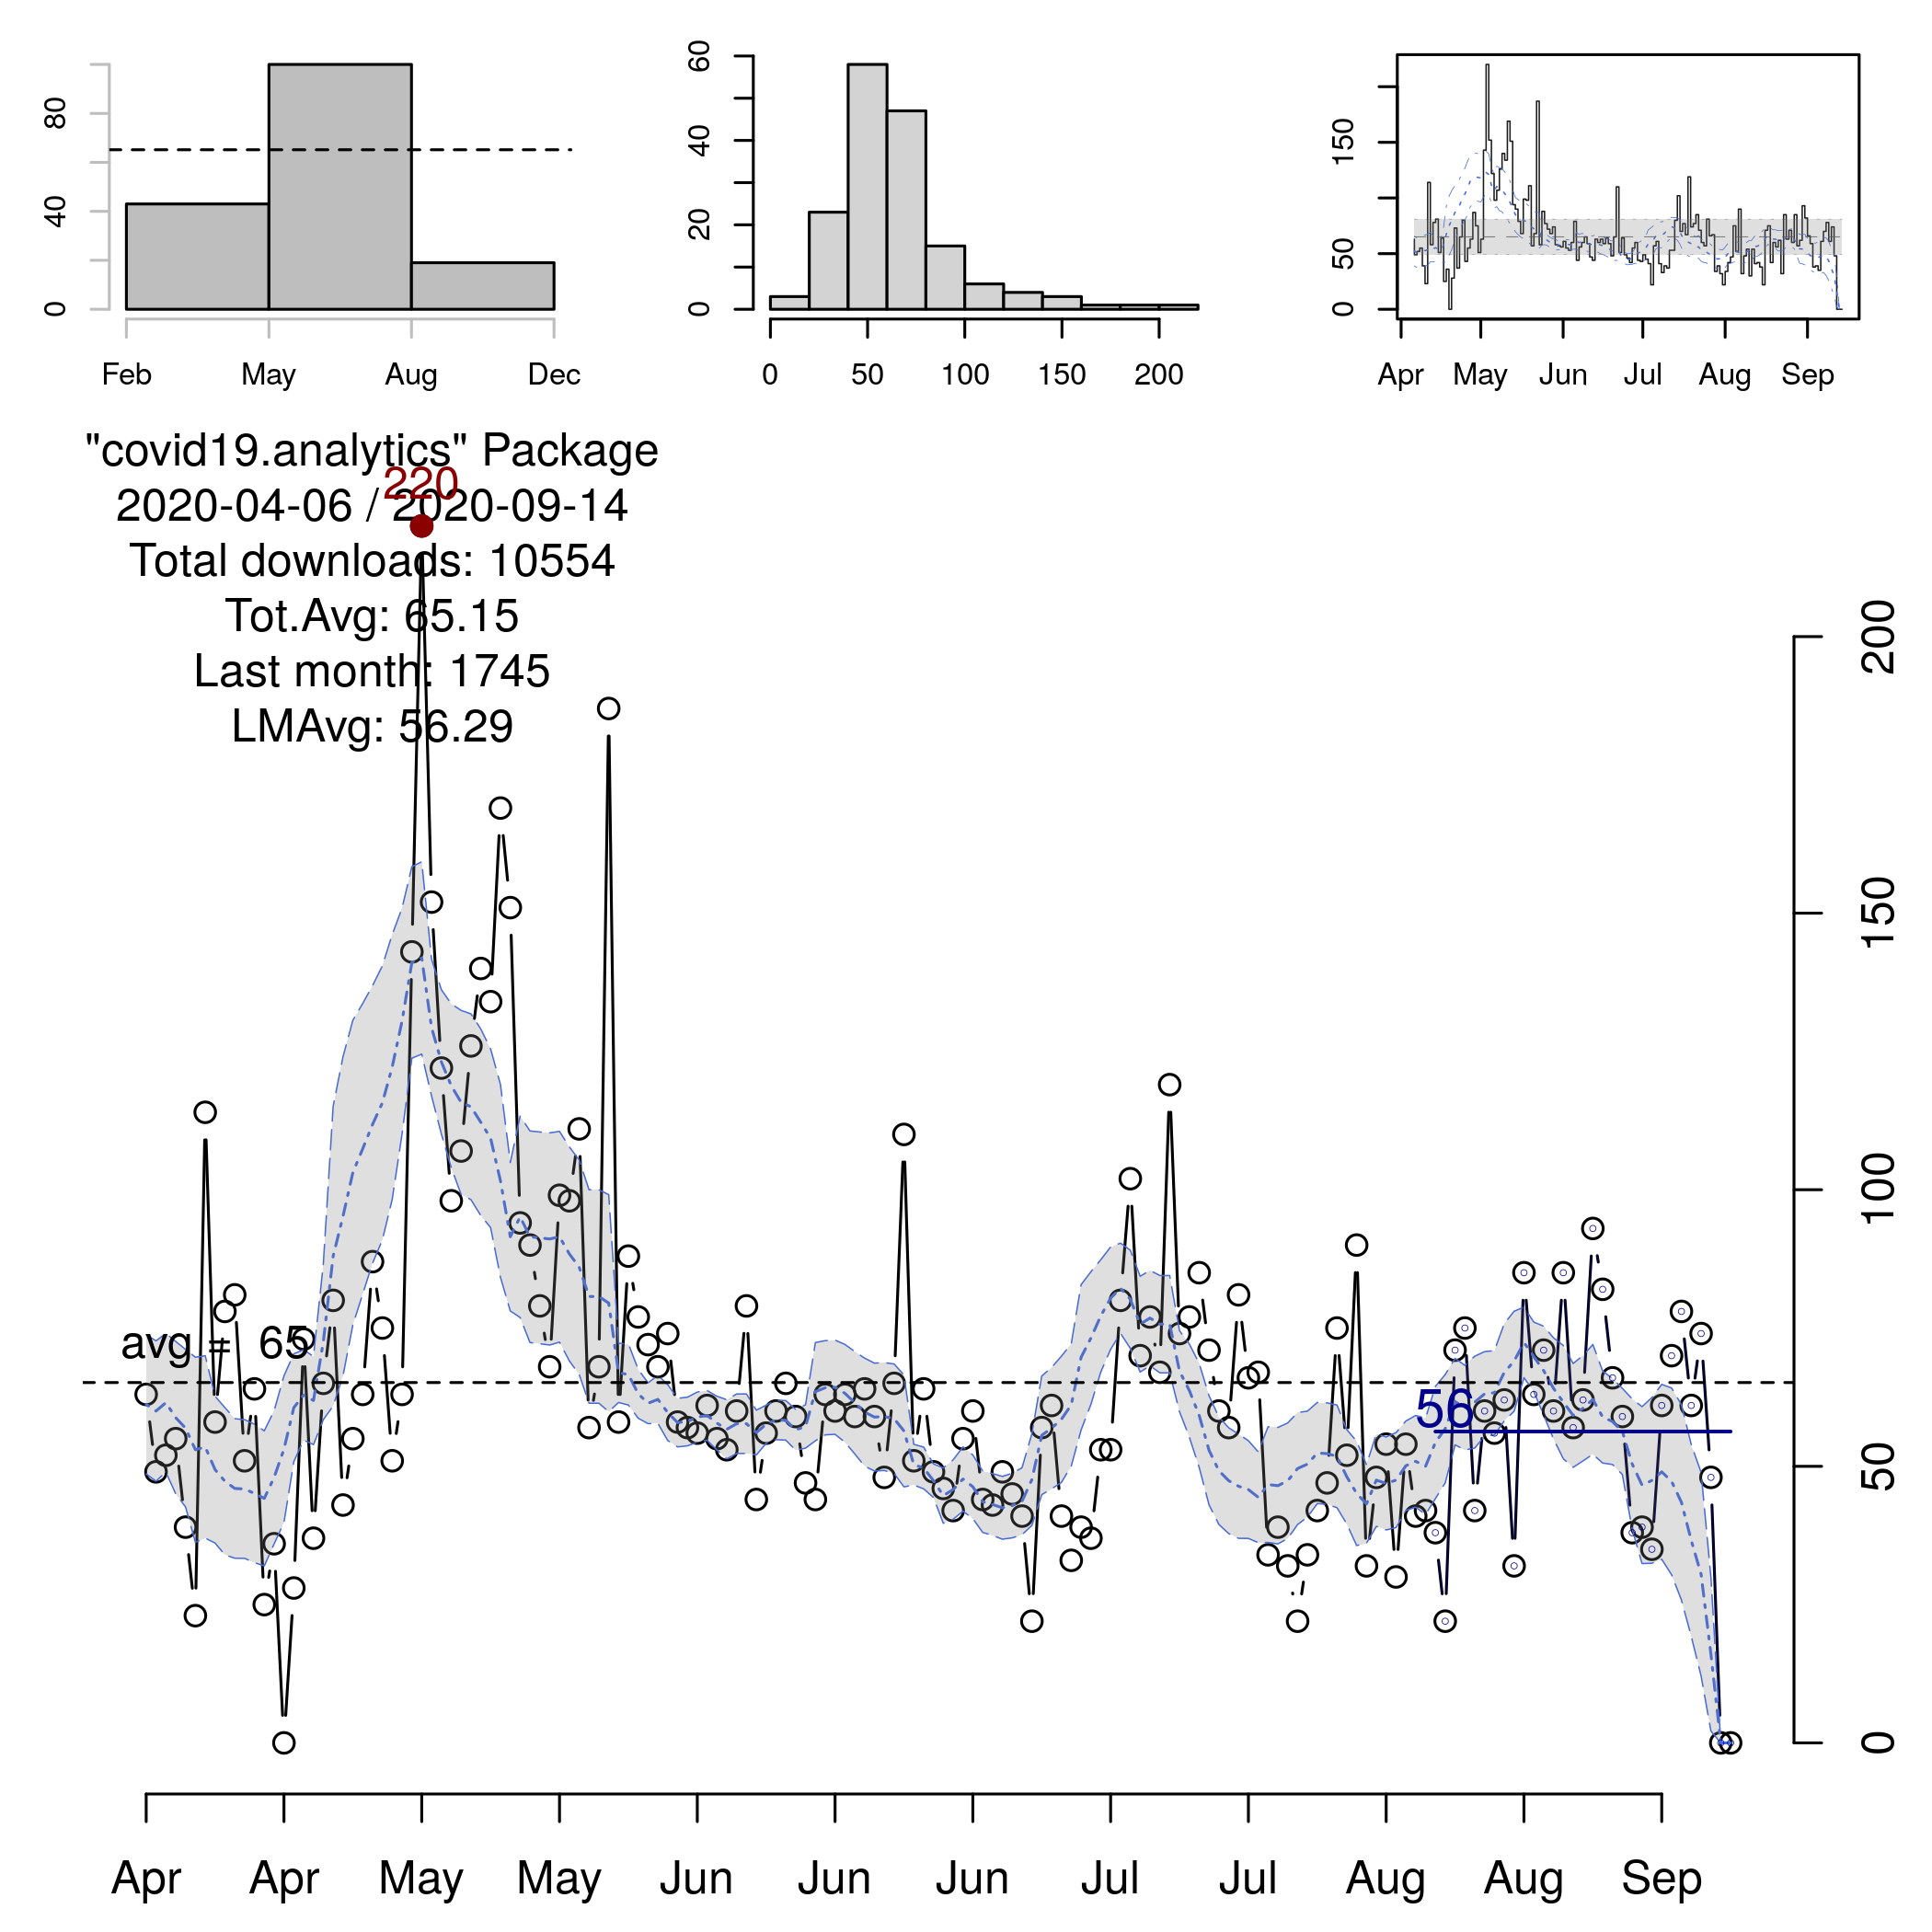 80
40
0
Feb May Aug Dec
60
40
20
0
0 50 100 150 200
150
50
0
Apr May Jun Jul Aug Sep
"covid19.analytics" Package
220
2020-04-06 / 2020-09-14
Total downloads: 10554
Tot.Avg: 65.15
Last month: 1745
LMAvg: 56.29
avg = 65
56
200
150
100
50
0
Apr Apr May May Jun Jun Jun Jul Jul Aug Aug Sep